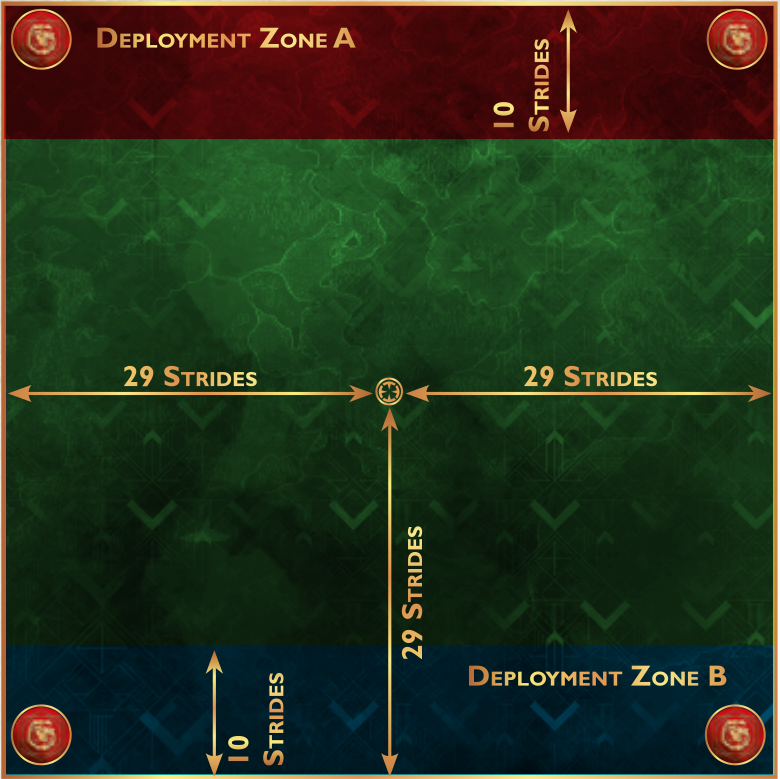 Deployment Zone A
10
Strides
29 Strides
29 Strides
29 Strides
Deployment Zone B
10
Strides